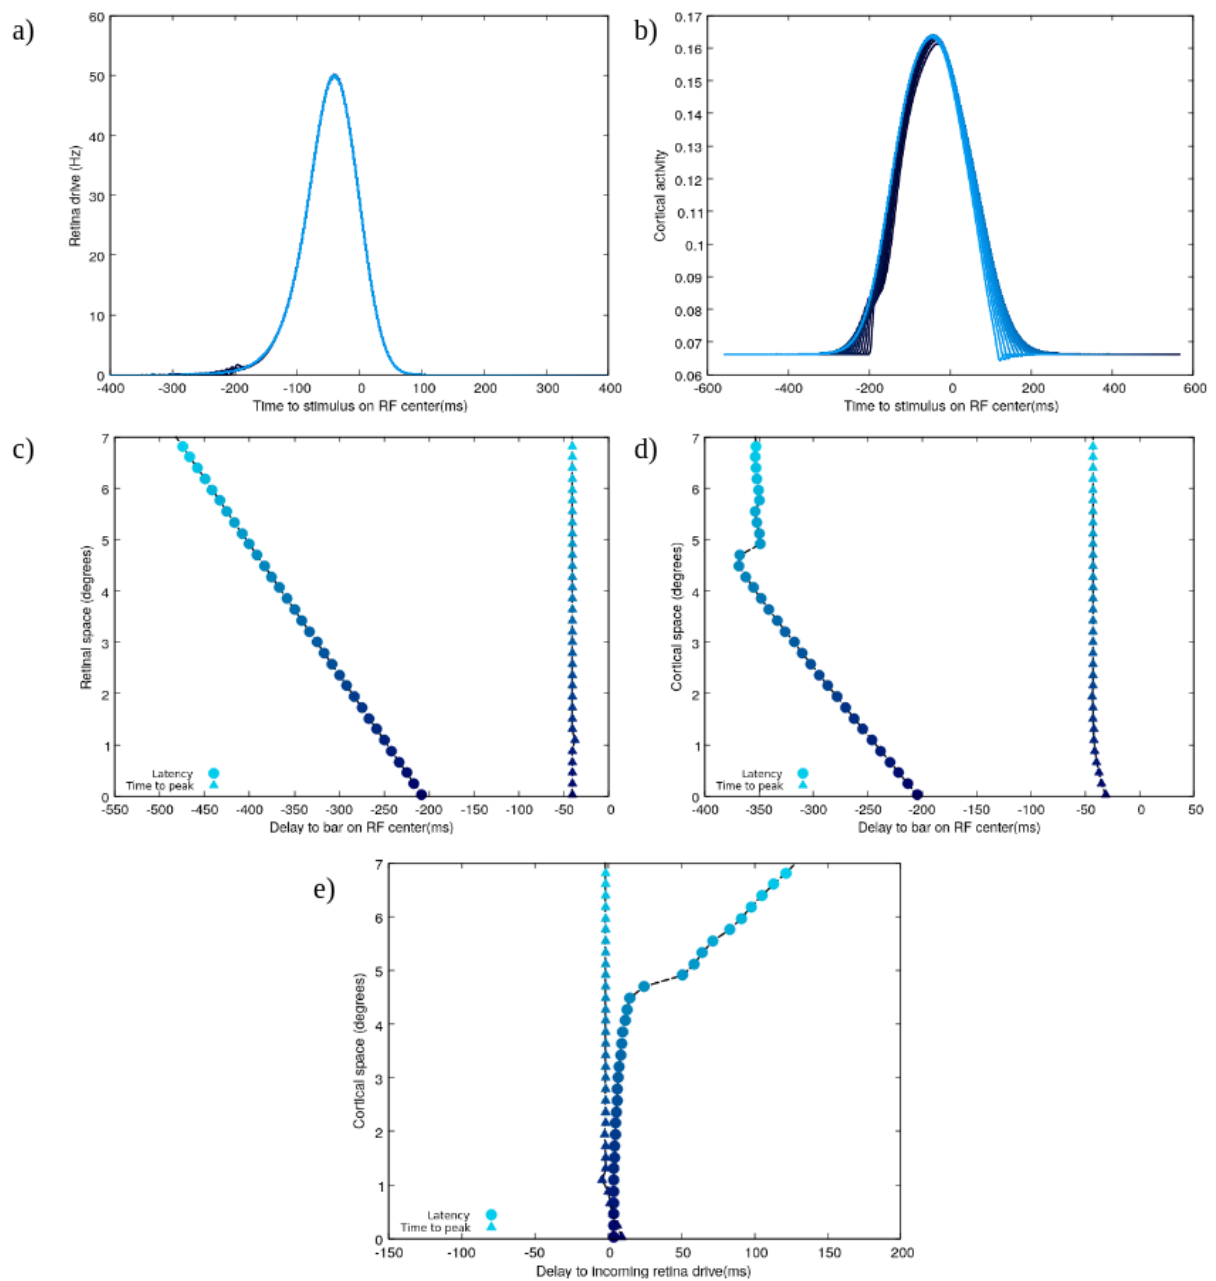 a)
60
50
40
30
20
10
0
Retina drive (Hz)
-400 -300 -200 -100 0 100 200 300 400
Time to stimulus on RF center(ms)
b)
0.17
0.16
0.15
0.14
0.13
0.12
0.11
0.1
0.09
0.08
0.07
0.06
Cortical activity
-600 -400 -200 0 200 400 600
Time to stimulus on RF center(ms)
c)
7
6
5
4
3
2
1
0
Retinal space (degrees)
Latency
Time to peak
-550 -500 -450 -400 -350 -300 -250 -200 -150 -100 -50 0
Delay to bar on RF center(ms)
d)
7
6
5
4
3
2
1
0
Cortical space (degrees)
Latency
Time to peak
-400 -350 -300 -250 -200 -150 -100 -50 0 50
Delay to bar on RF center(ms)
e)
7
6
5
4
3
2
1
0
Cortical space (degrees)
Latency
Time to peak
-150 -100 -50 0 50 100 150 200
Delay to incoming retina drive(ms)